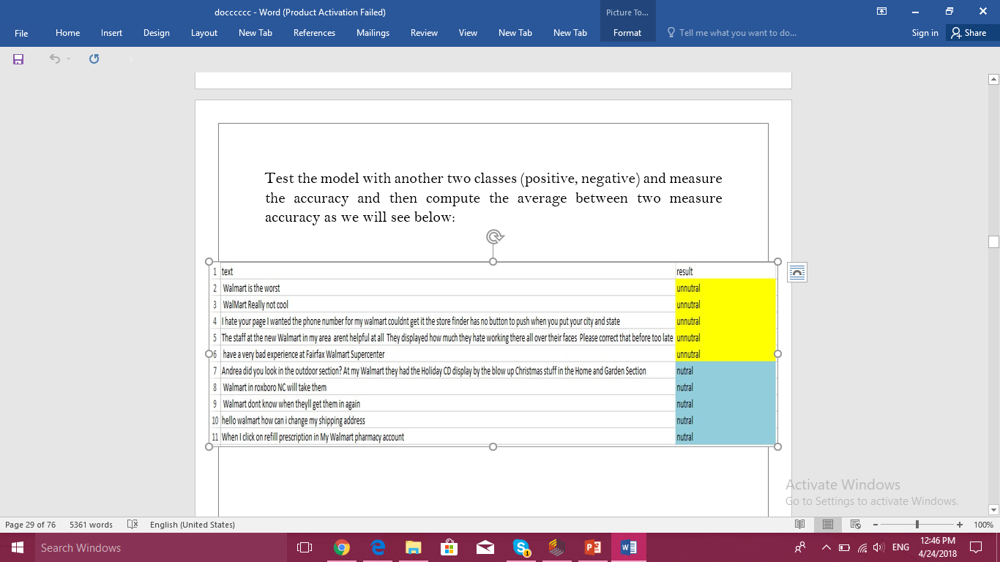 docccccc - Word (Product Activation Failed)
Picture To...
File Home Insert Design Layout New Tab References Mailings Review View New Tab New Tab Format Tell me what you want to do... Sign in Share
Test the model with another two classes (positive, negative) and measure
the accuracy and then compute the average between two measure
accuracy as we will see below:
1 text result
2 Walmart is the worst unnutral
3 WalMart Really not cool unnutral
4 I hate your page I wanted the phone number for my walmart couldnt get it the store finder has no button to push when you put your city and state unnutral
5 The staff at the new Walmart in my area arent helpful at all They displayed how much they hate working there all over their faces Please correct that before too late unnutral
6 have a very bad experience at Fairfax Walmart Supercenter unnutral
7 Andrea did you look in the outdoor section? At my Walmart they had the Holiday CD display by the blow up Christmas stuff in the Home and Garden Section nutral
8 Walmart in roxboro NC will take them nutral
9 Walmart dont know when theyll get them in again nutral
10 hello walmart how can i change my shipping address nutral
11 When I click on refill prescription in My Walmart pharmacy account nutral
Activate Windows
Go to Settings to activate Windows.
Page 29 of 76 5361 words English (United States) 100%
Search Windows 1 ENG 12:46 PM
4/24/2018